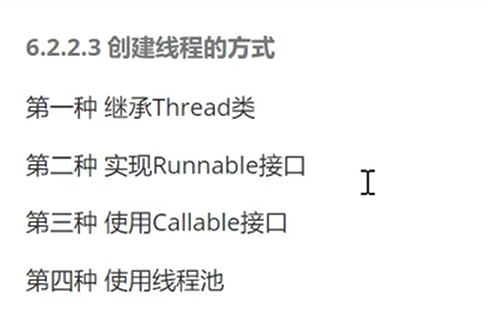 6.2.2.3 创建线程的方式
第一种 继承Thread类
第二种 实现Runnable接口
第三种 使用Callable接口
第四种 使用线程池